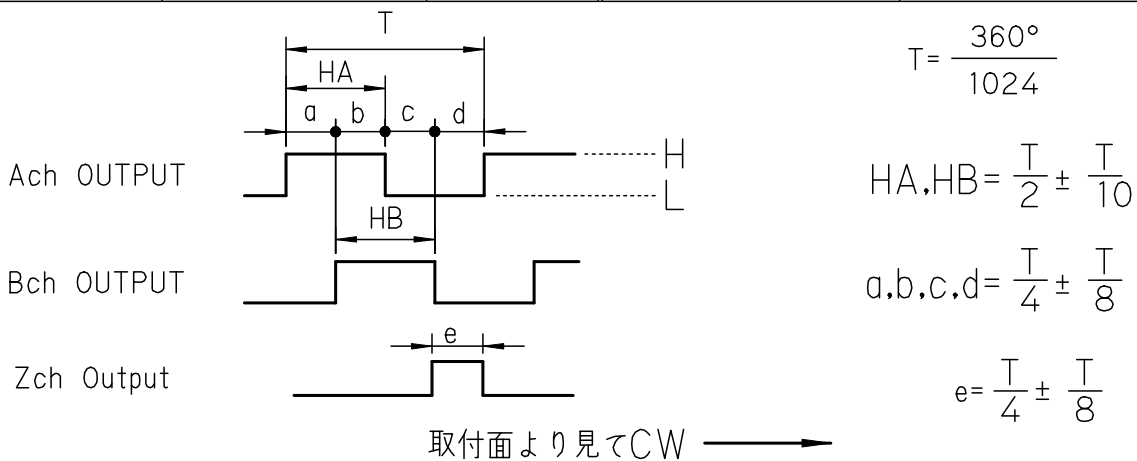 T
HA
a b c d
Ach OUTPUT
H
L
HB
Bch OUTPUT
e
Zch Output
取付面より見てCW
T= 360° / 1024
HA,HB= T/2 ± T/10
a,b,c,d= T/4 ± T/8
e= T/4 ± T/8